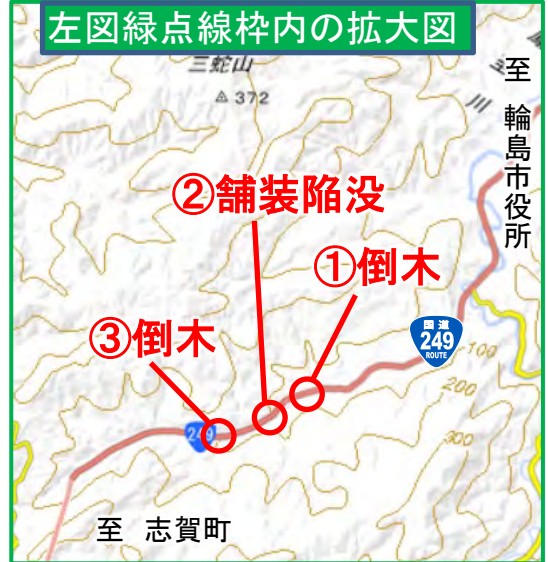 左図緑点線枠内の拡大図
三蛇山
372
至 輪島市役所
川
②舗装陥没
①倒木
③倒木
国道
249
ROUTE
100
200
300
249
至 志賀町